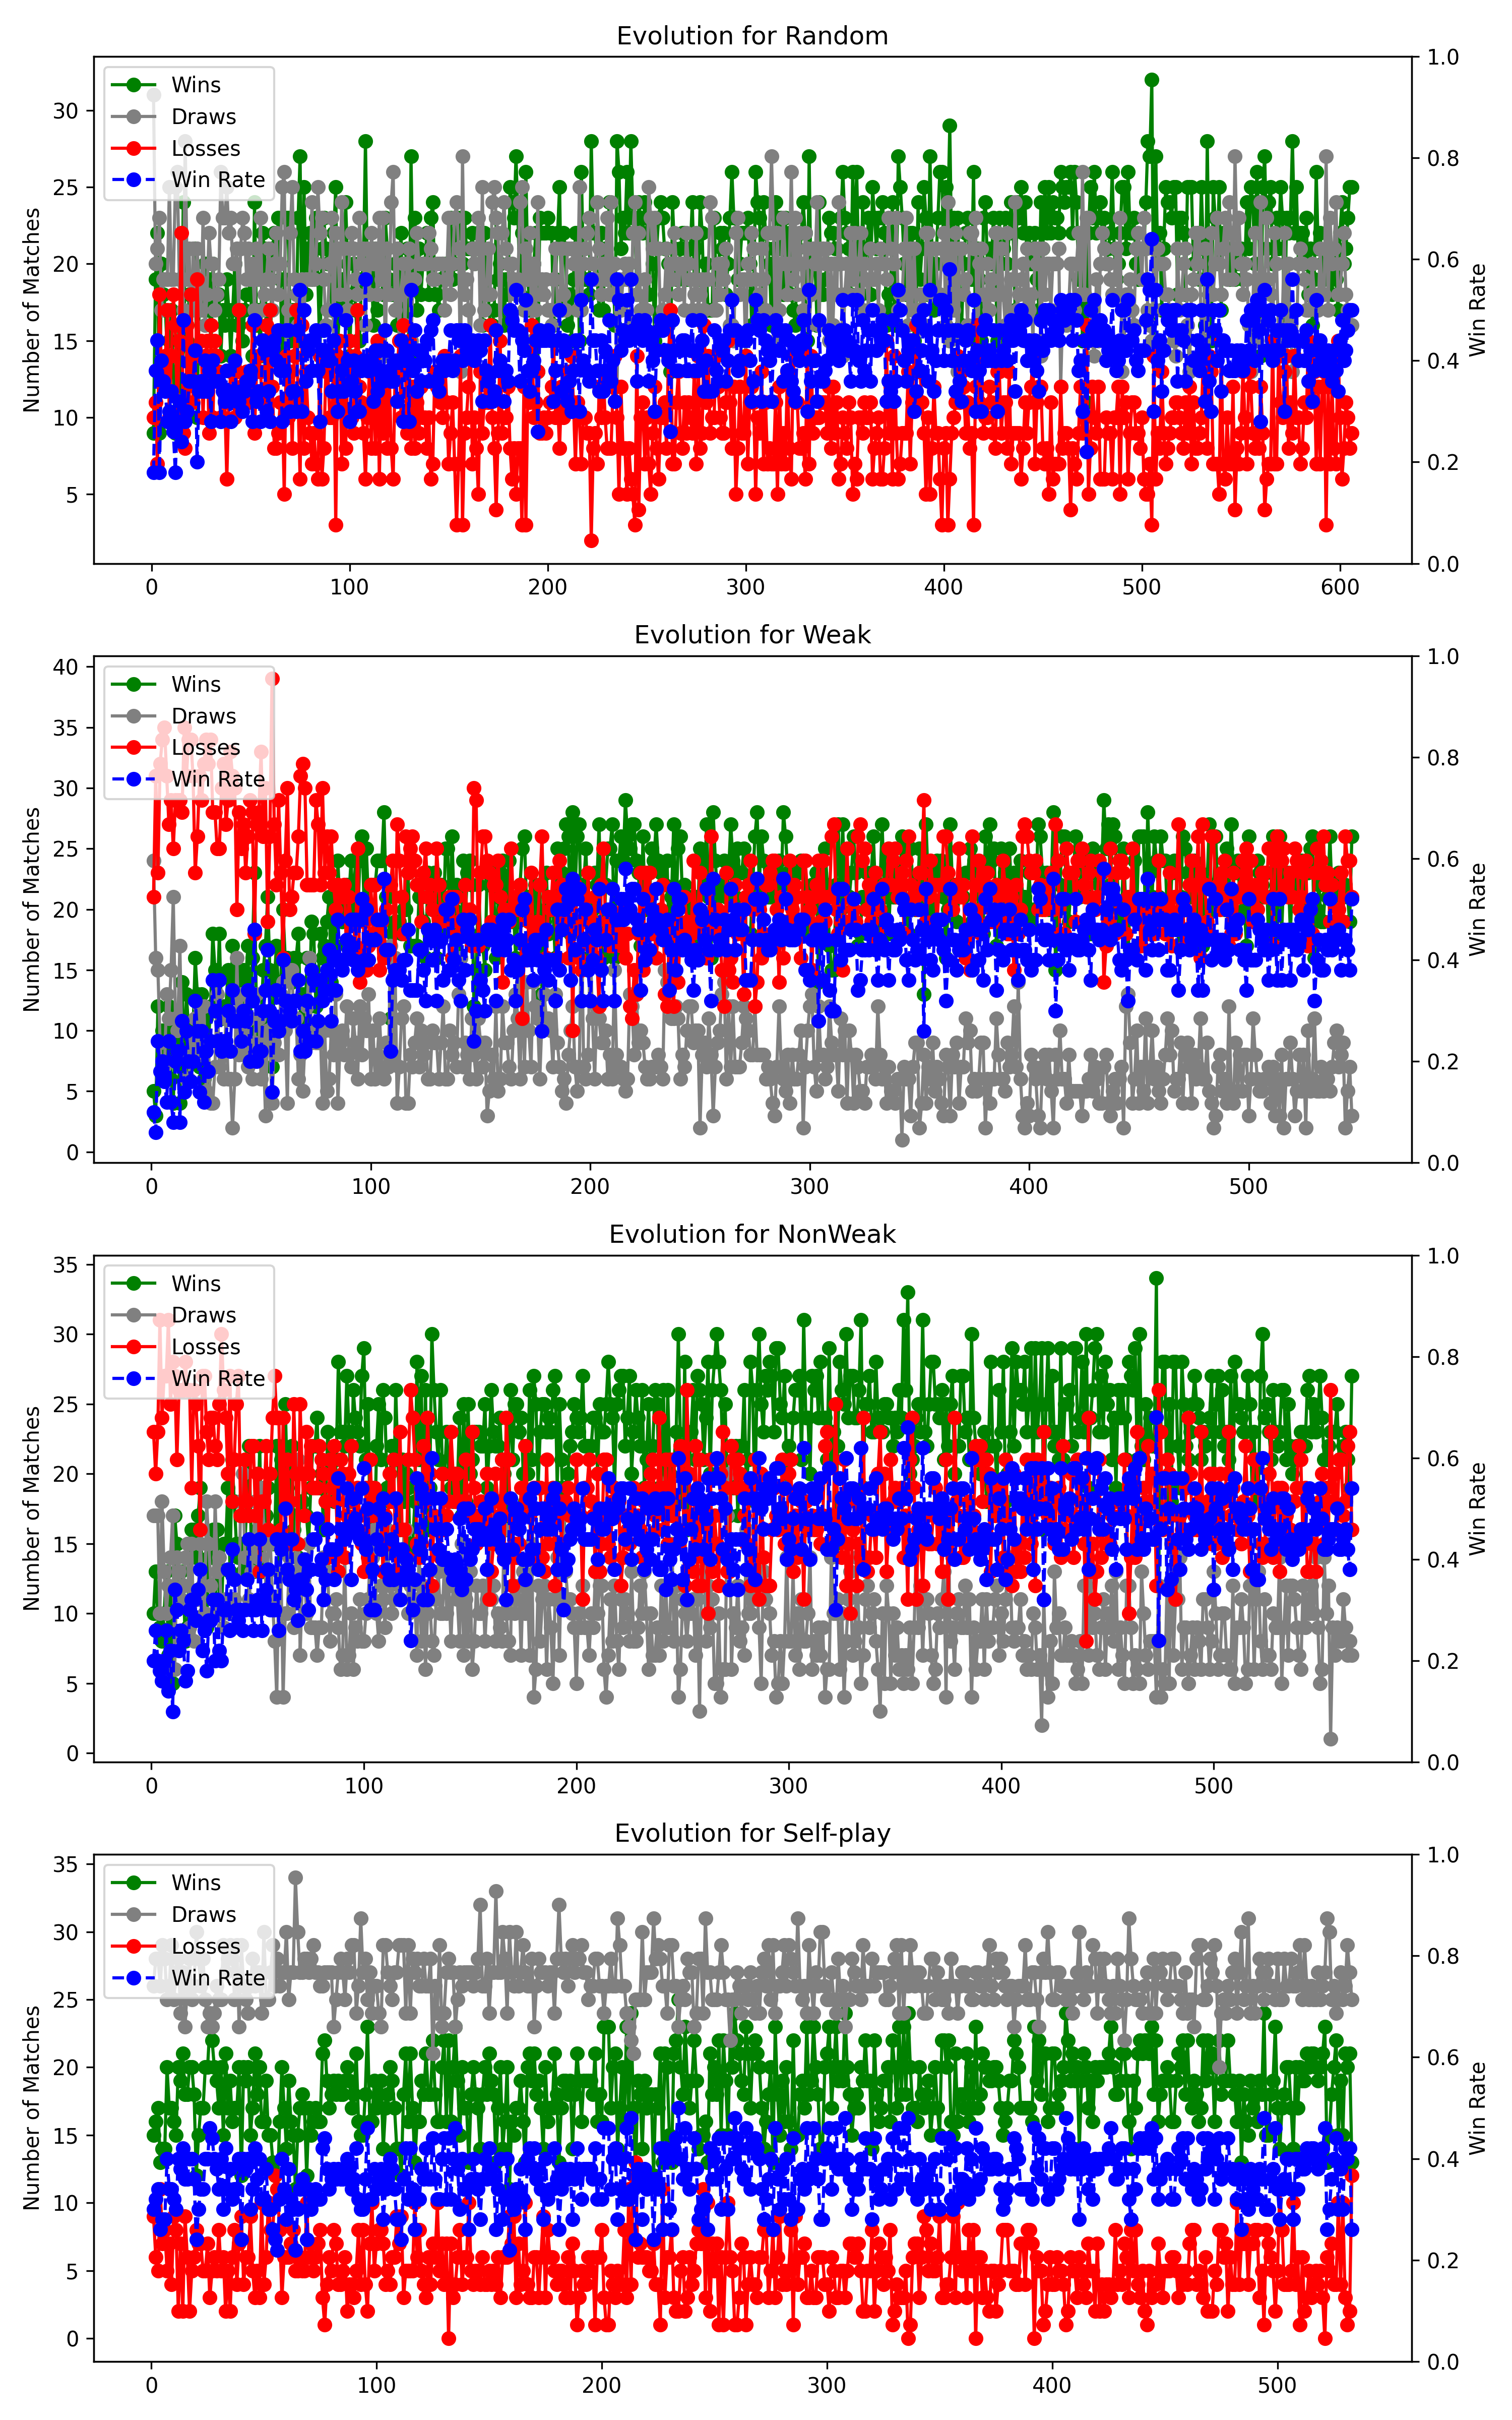 Evolution for Random
Wins
Draws
Losses
Win Rate
Number of Matches
Win Rate
30
25
20
15
10
5
1.0
0.8
0.6
0.4
0.2
0.0
0 100 200 300 400 500 600
Evolution for Weak
Wins
Draws
Losses
Win Rate
Number of Matches
Win Rate
40
35
30
25
20
15
10
5
0
1.0
0.8
0.6
0.4
0.2
0.0
0 100 200 300 400 500
Evolution for NonWeak
Wins
Draws
Losses
Win Rate
Number of Matches
Win Rate
35
30
25
20
15
10
5
0
1.0
0.8
0.6
0.4
0.2
0.0
0 100 200 300 400 500
Evolution for Self-play
Wins
Draws
Losses
Win Rate
Number of Matches
Win Rate
35
30
25
20
15
10
5
0
1.0
0.8
0.6
0.4
0.2
0.0
0 100 200 300 400 500